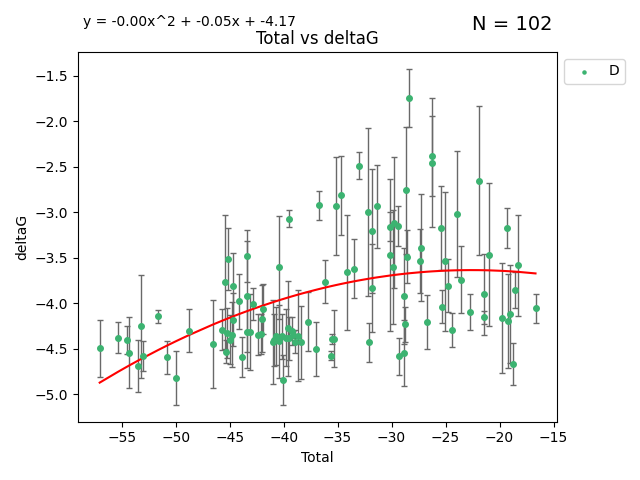 y = -0.00x^2 + -0.05x + -4.17
N = 102
Total vs deltaG
D
deltaG
−1.5
−2.0
−2.5
−3.0
−3.5
−4.0
−4.5
−5.0
−55 −50 −45 −40 −35 −30 −25 −20 −15
Total